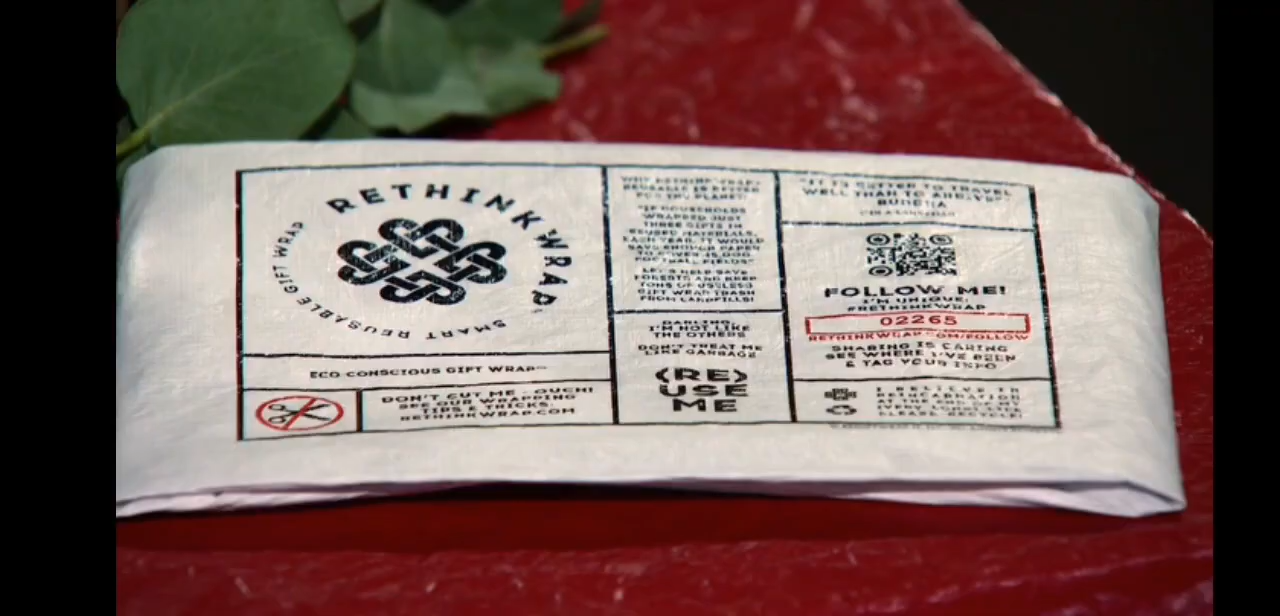 RETHINKWRAP
SMART REUSABLE GIFT WRAP
ECO-CONSCIOUS GIFT WRAP™
DON'T CUT ME - OUCH!
SEE OUR WRAPPING
TIPS & TRICKS:
RETHINKWRAP.COM
WHY RETHINKWRAP?
REUSABLE IS BETTER
FOR THE PLANET!
"IF HOUSEHOLDS
WRAPPED JUST
THREE GIFTS IN
REUSED MATERIALS,
EACH YEAR, IT WOULD
SAVE ENOUGH PAPER
TO COVER 45,000
FOOTBALL FIELDS"
LET'S HELP SAVE
FORESTS AND KEEP
TONS OF USELESS
GIFT WRAP TRASH
FROM LANDFILLS!
DARLING,
I'M NOT LIKE
THE OTHERS
DON'T TREAT ME
LIKE GARBAGE
(RE)
USE
ME
"IT IS BETTER TO TRAVEL
WELL THAN TO ARRIVE"
BUDDHA
FOLLOW ME!
I'M UNIQUE:
#RETHINKWRAP
02265
RETHINKWRAP.COM/FOLLOW
SHARING IS CARING
SEE WHERE I'VE BEEN
& TAG YOUR INFO
I BELIEVE IN
REINCARNATION
AT THE END OF MY
(VERY LONG) LIFE
PLEASE RECYCLE!